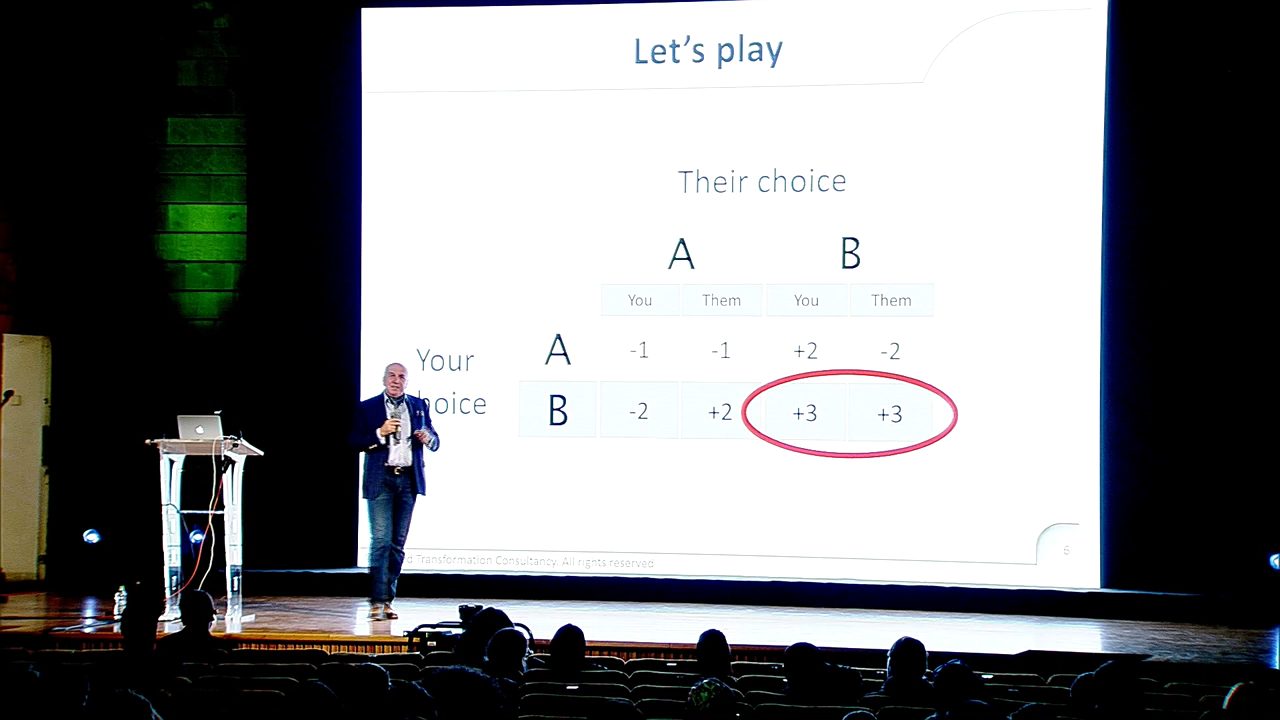 Let's play
Their choice
A B
You Them You Them
Your A -1 -1 +2 -2
hoice B -2 +2 +3 +3
d Transformation Consultancy. All rights reserved
6